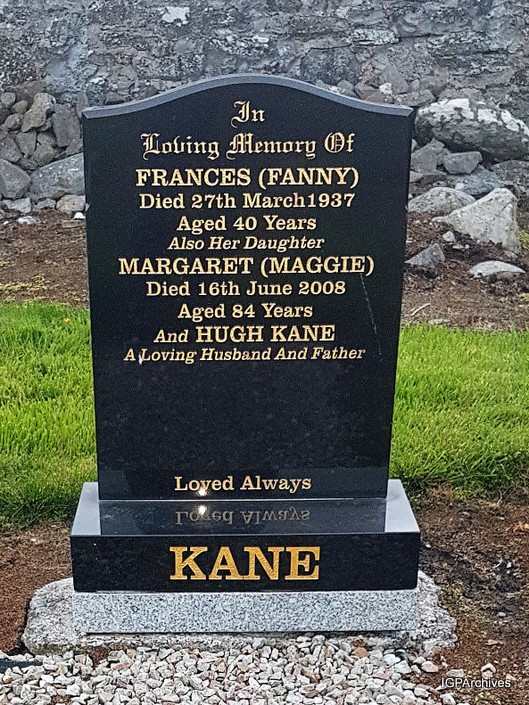 In
Loving Memory Of
FRANCES (FANNY)
Died 27th March1937
Aged 40 Years
Also Her Daughter
MARGARET (MAGGIE)
Died 16th June 2008
Aged 84 Years
And HUGH KANE
A Loving Husband And Father
Loved Always
KANE
IGPArchives